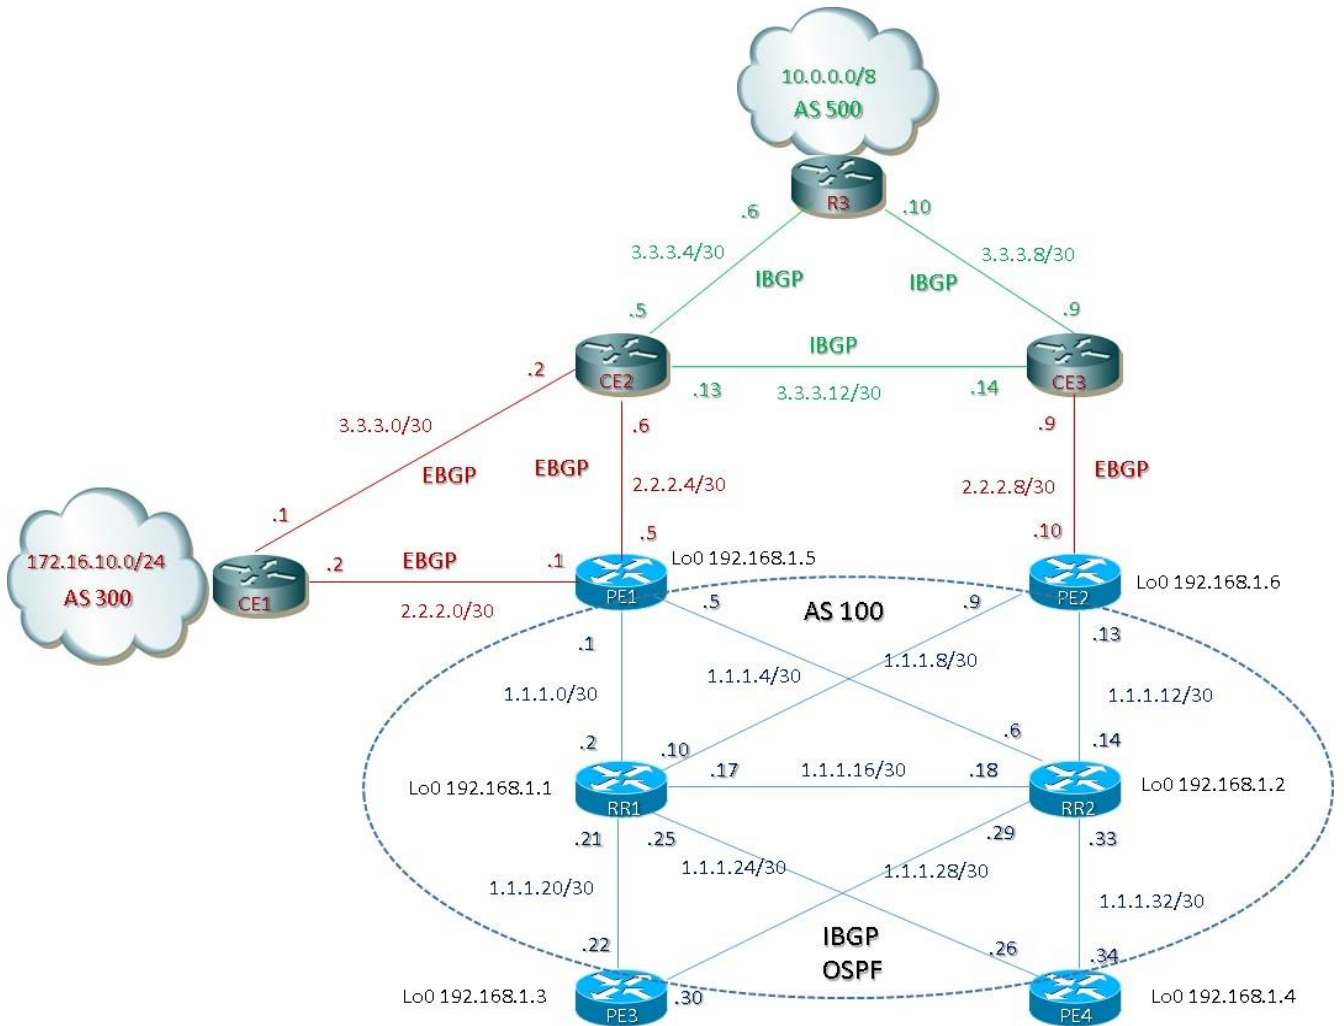 10.0.0.0/8
AS 500
R3
.6
.10
3.3.3.4/30
3.3.3.8/30
IBGP
IBGP
.5
.9
IBGP
CE2
CE3
.2
.13
3.3.3.12/30
.14
3.3.3.0/30
.6
.9
EBGP
EBGP
EBGP
2.2.2.4/30
2.2.2.8/30
.1
.5
.10
172.16.10.0/24
AS 300
CE1
.2
EBGP
.1
2.2.2.0/30
Lo0 192.168.1.5
PE1
PE2
Lo0 192.168.1.6
.5
AS 100
.9
.1
.13
1.1.1.4/30
1.1.1.8/30
1.1.1.0/30
1.1.1.12/30
.2
.10
.6
.14
.17
1.1.1.16/30
.18
Lo0 192.168.1.1
RR1
RR2
Lo0 192.168.1.2
.21
.25
.29
.33
1.1.1.24/30
1.1.1.28/30
1.1.1.20/30
1.1.1.32/30
.22
IBGP
OSPF
.26
.34
Lo0 192.168.1.3
PE3
.30
PE4
Lo0 192.168.1.4